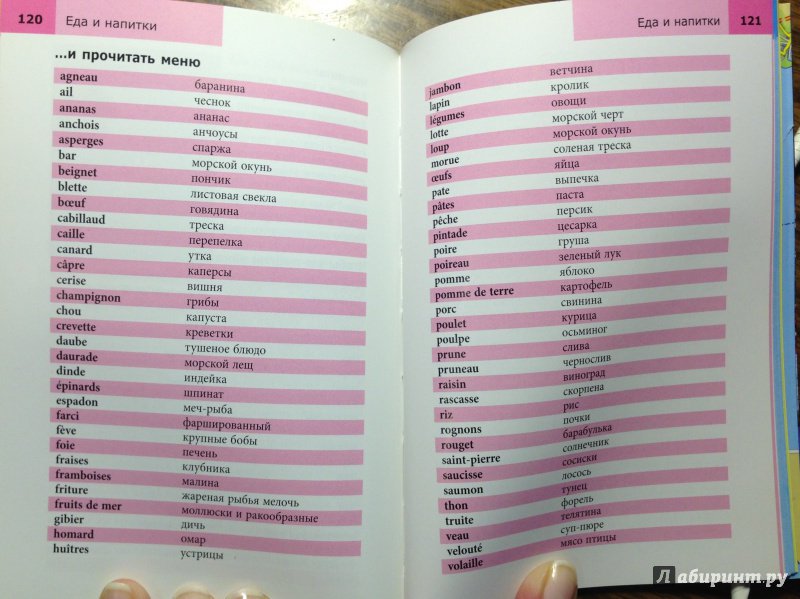 120 Еда и напитки
...и прочитать меню
agneau баранина
ail чеснок
ananas ананас
anchois анчоусы
asperges спаржа
bar морской окунь
beignet пончик
blette листовая свекла
bœuf говядина
cabillaud треска
caille перепелка
canard утка
câpre каперсы
cerise вишня
champignon грибы
chou капуста
crevette креветки
daube тушеное блюдо
daurade морской лещ
dinde индейка
épinards шпинат
espadon меч-рыба
farci фаршированный
fève крупные бобы
foie печень
fraises клубника
framboises малина
friture жареная рыбья мелочь
fruits de mer моллюски и ракообразные
gibier дичь
homard омар
huîtres устрицы
Еда и напитки 121
jambon ветчина
lapin кролик
légumes овощи
lotte морской черт
loup морской окунь
morue соленая треска
œufs яйца
pate выпечка
pâtes паста
pêche персик
pintade цесарка
poire груша
poireau зеленый лук
pomme яблоко
pomme de terre картофель
porc свинина
poulet курица
poulpe осьминог
prune слива
pruneau чернослив
raisin виноград
rascasse скорпена
riz рис
rognons почки
rouget барабулька
saint-pierre солнечник
saucisse сосиски
saumon лосось
thon тунец
truite форель
veau телятина
velouté суп-пюре
volaille мясо птицы
Лабиринт.ру